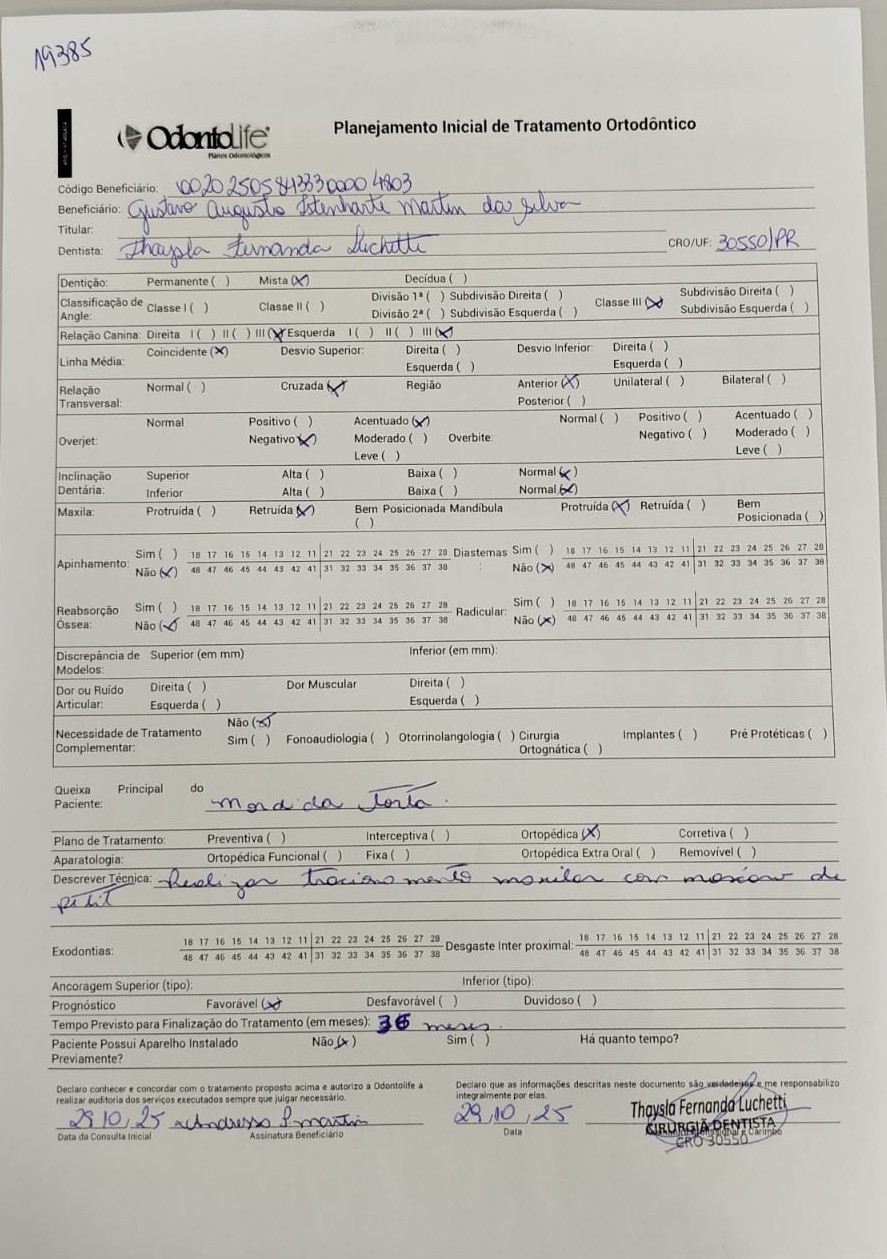 19385
OdontoLife
Planos Odontológicos
Planejamento Inicial de Tratamento Ortodôntico
Código Beneficiário: 002025058433300004803
Beneficiário: Gustavo Augusto Istenharte Martin da Silva
Titular:
Dentista: Thaysla Fernanda Luchetti CRO/UF: 30550/PR
Dentição: Permanente ( ) Mista (X) Decídua ( )
Classificação de Angle: Classe I ( ) Classe II ( ) Divisão 1ª ( ) Subdivisão Direita ( ) Classe III (X) Subdivisão Direita ( )
Divisão 2ª ( ) Subdivisão Esquerda ( ) Subdivisão Esquerda ( )
Relação Canina: Direita I ( ) II ( ) III (X) Esquerda I ( ) II ( ) III (X)
Linha Média: Coincidente (X) Desvio Superior: Direita ( ) Desvio Inferior: Direita ( )
Esquerda ( ) Esquerda ( )
Relação Transversal: Normal ( ) Cruzada (X) Região Anterior (X) Unilateral ( ) Bilateral ( )
Posterior ( )
Overjet: Normal Positivo ( ) Acentuado (X) Normal ( ) Positivo ( ) Acentuado ( )
Negativo (X) Moderado ( ) Overbite: Negativo ( ) Moderado ( )
Leve ( ) Leve ( )
Inclinação Dentária: Superior Alta ( ) Baixa ( ) Normal (X)
Inferior Alta ( ) Baixa ( ) Normal (X)
Maxila: Protruída ( ) Retruída (X) Bem Posicionada ( ) Mandíbula Protruída (X) Retruída ( ) Bem Posicionada ( )
Apinhamento: Sim ( ) 18 17 16 15 14 13 12 11 21 22 23 24 25 26 27 28 Diastemas: Sim ( ) 18 17 16 15 14 13 12 11 21 22 23 24 25 26 27 28
Não (X) 48 47 46 45 44 43 42 41 31 32 33 34 35 36 37 38 Não (X) 48 47 46 45 44 43 42 41 31 32 33 34 35 36 37 38
Reabsorção Óssea: Sim ( ) 18 17 16 15 14 13 12 11 21 22 23 24 25 26 27 28 Radicular: Sim ( ) 18 17 16 15 14 13 12 11 21 22 23 24 25 26 27 28
Não (X) 48 47 46 45 44 43 42 41 31 32 33 34 35 36 37 38 Não (X) 48 47 46 45 44 43 42 41 31 32 33 34 35 36 37 38
Discrepância de Modelos: Superior (em mm) Inferior (em mm):
Dor ou Ruído Articular: Direita ( ) Dor Muscular Direita ( )
Esquerda ( ) Esquerda ( )
Necessidade de Tratamento Complementar: Não (X)
Sim ( ) Fonoaudiologia ( ) Otorrinolangologia ( ) Cirurgia Ortognática ( ) Implantes ( ) Pré Protéticas ( )
Queixa Principal do Paciente: Mordida Torta.
Plano de Tratamento: Preventiva ( ) Interceptiva ( ) Ortopédica (X) Corretiva ( )
Aparatologia: Ortopédica Funcional ( ) Fixa ( ) Ortopédica Extra Oral ( ) Removível ( )
Descrever Técnica: Realizar tracionamento maxilar com mascara de
petit
Exodontias: 18 17 16 15 14 13 12 11 21 22 23 24 25 26 27 28 Desgaste Inter proximal: 18 17 16 15 14 13 12 11 21 22 23 24 25 26 27 28
48 47 46 45 44 43 42 41 31 32 33 34 35 36 37 38 48 47 46 45 44 43 42 41 31 32 33 34 35 36 37 38
Ancoragem Superior (tipo): Inferior (tipo):
Prognóstico Favorável (X) Desfavorável ( ) Duvidoso ( )
Tempo Previsto para Finalização do Tratamento (em meses): 36 meses.
Paciente Possui Aparelho Instalado Previamente? Não (X) Sim ( ) Há quanto tempo?
Declaro conhecer e concordar com o tratamento proposto acima e autorizo a Odontolife a
realizar auditoria dos serviços executados sempre que julgar necessário.
Declaro que as informações descritas neste documento são verdadeiras e me responsabilizo
integralmente por elas.
29,10,25 Andressa S. Martin 29,10,25
Data da Consulta Inicial Assinatura Beneficiário Data
Thaysla Fernanda Luchetti
CIRURGIÃ DENTISTA
CRO 30550